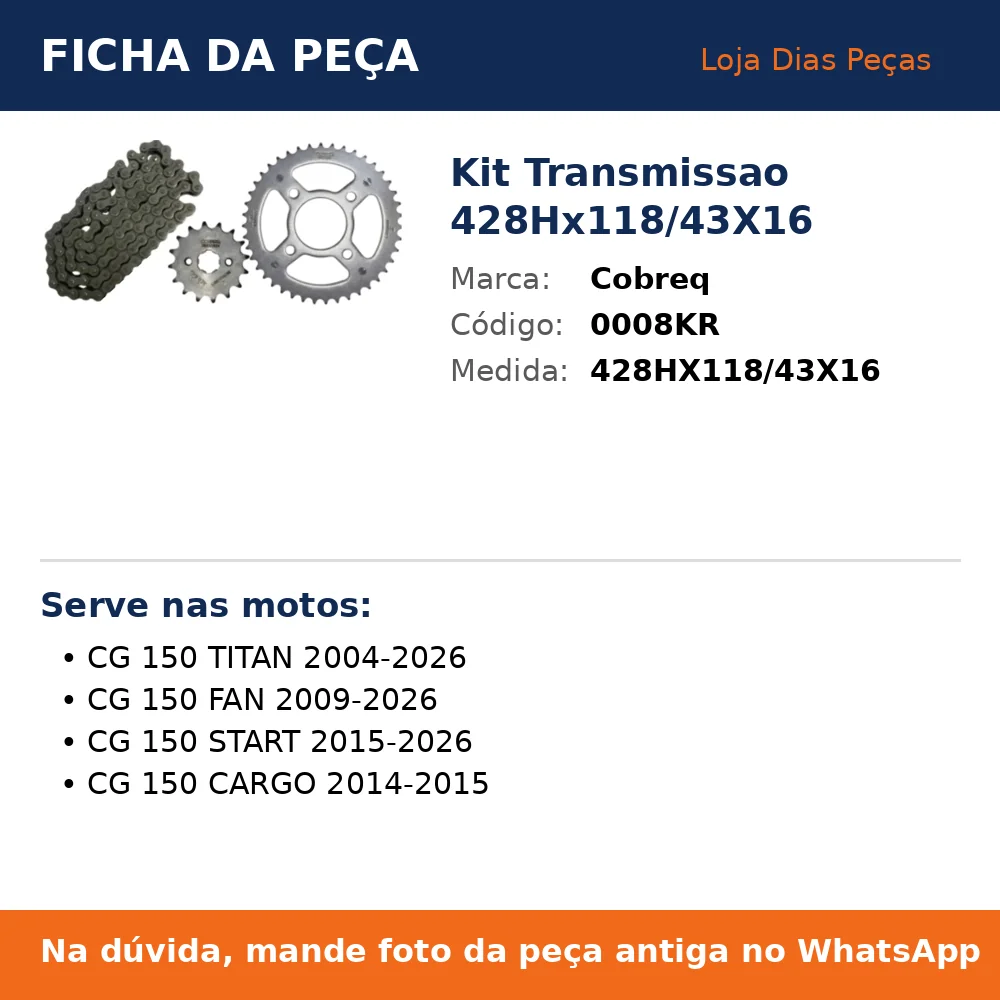 FICHA DA PEÇA
Loja Dias Peças
Kit Transmissao
428Hx118/43X16
Marca: Cobreq
Código: 0008KR
Medida: 428HX118/43X16
Serve nas motos:
• CG 150 TITAN 2004-2026
• CG 150 FAN 2009-2026
• CG 150 START 2015-2026
• CG 150 CARGO 2014-2015
Na dúvida, mande foto da peça antiga no WhatsApp